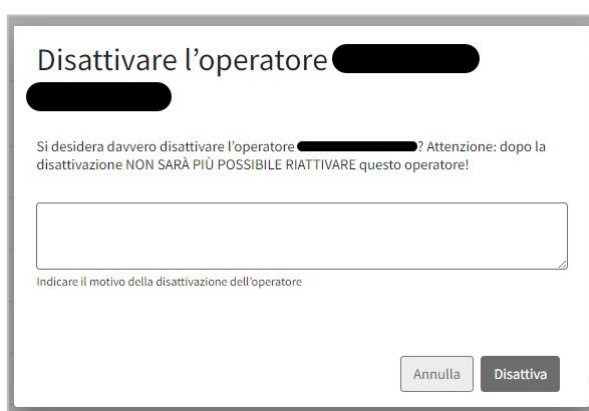 Disattivare l’operatore
Si desidera davvero disattivare l’operatore ? Attenzione: dopo la
disattivazione NON SARÀ PIÙ POSSIBILE RIATTIVARE questo operatore!
Indicare il motivo della disattivazione dell’operatore
Annulla Disattiva